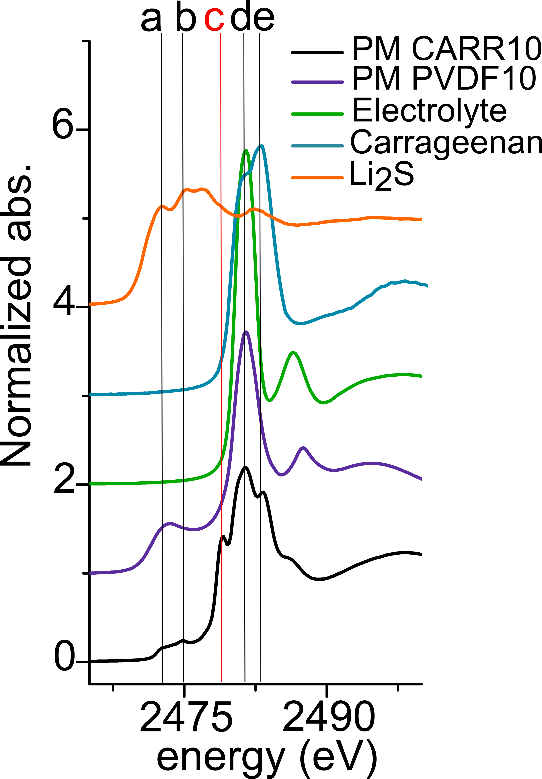 a b c d e
PM CARR10
PM PVDF10
Electrolyte
Carrageenan
Li2S
Normalized abs.
6
4
2
0
2475 2490
energy (eV)